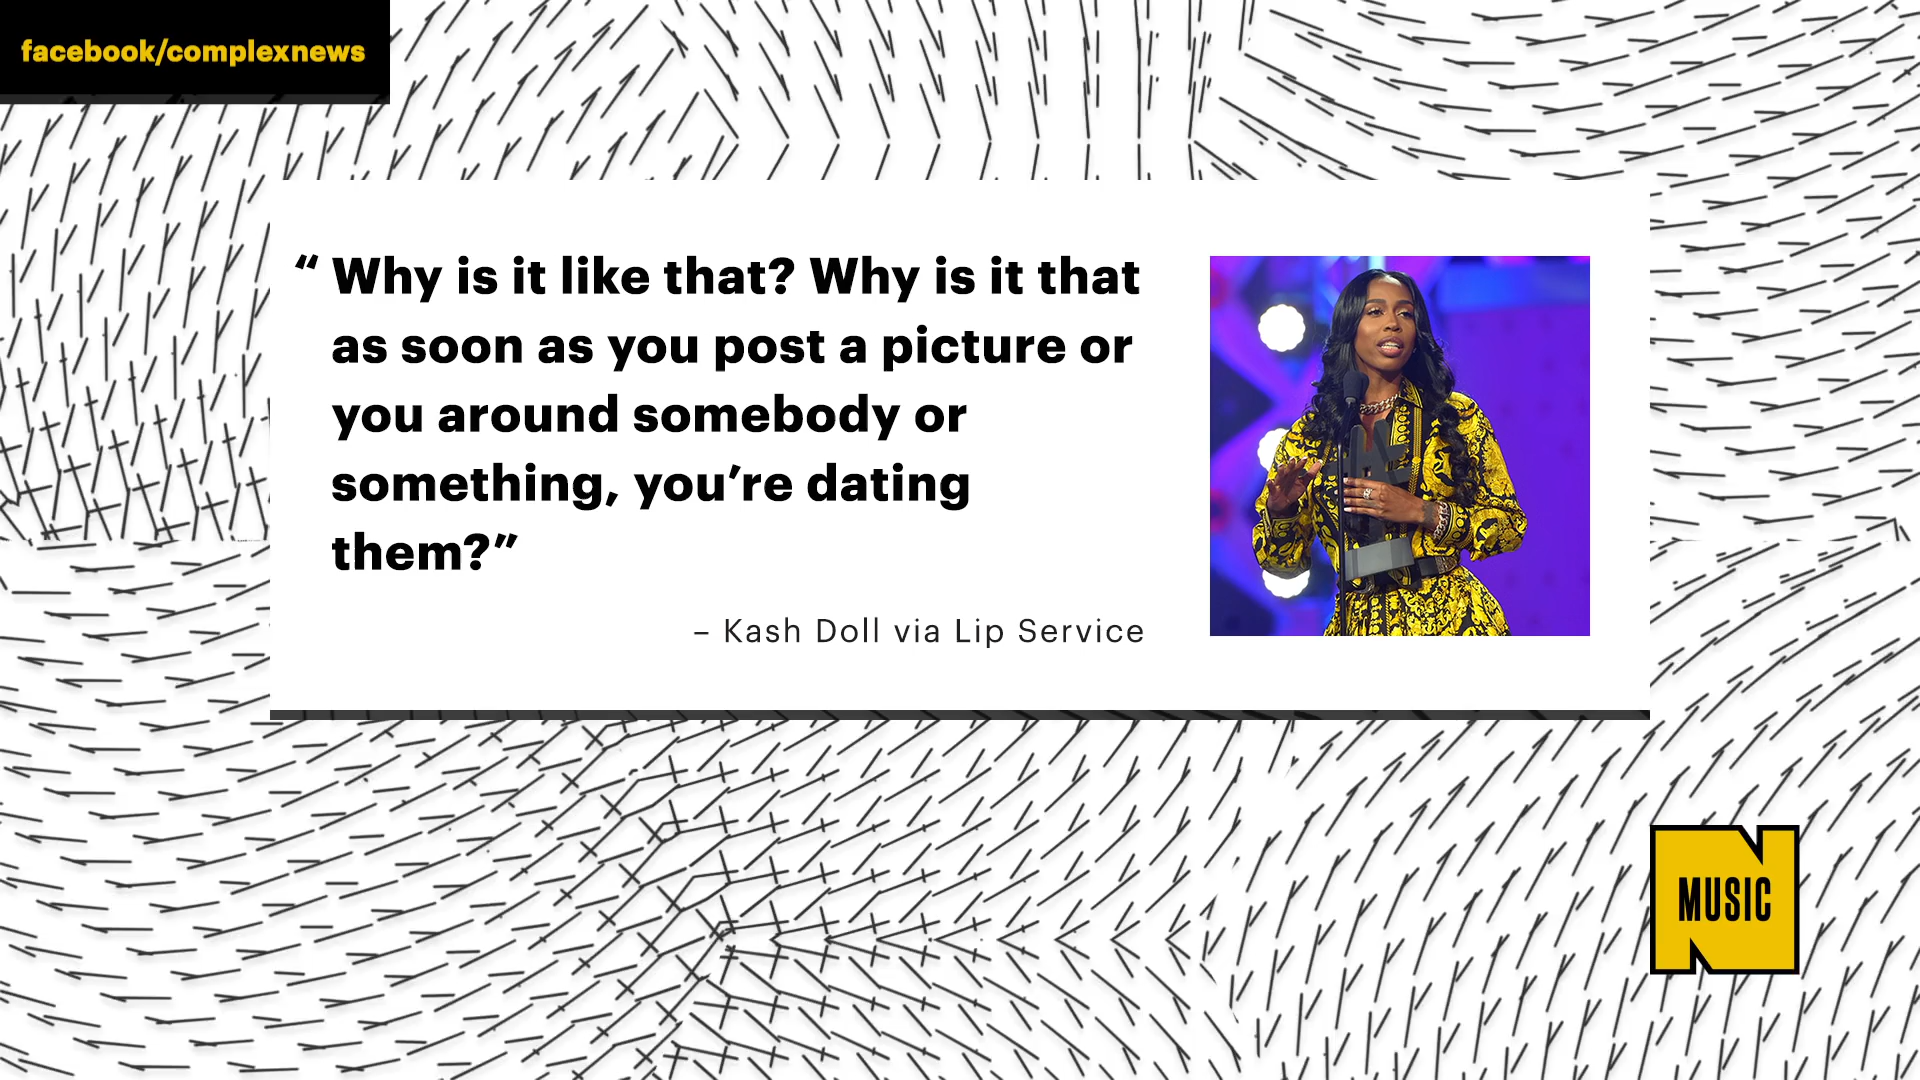 facebook/complexnews
“ Why is it like that? Why is it that
as soon as you post a picture or
you around somebody or
something, you’re dating
them?”
– Kash Doll via Lip Service
MUSIC